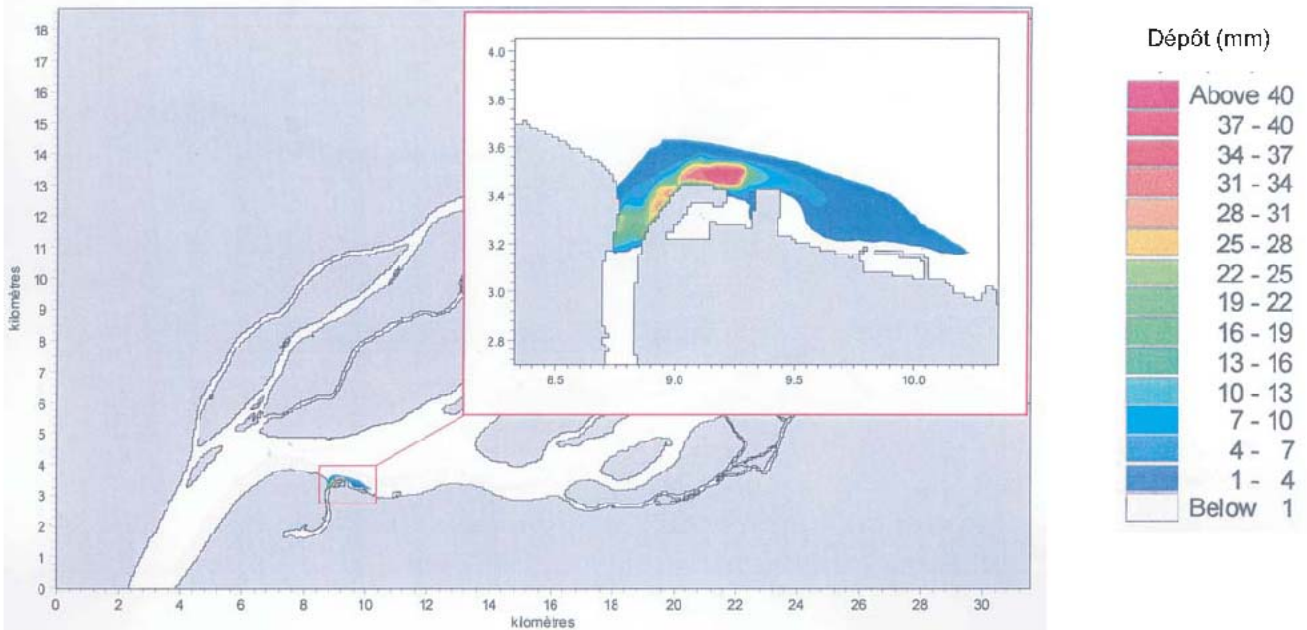 18
17
16
15
14
13
12
11
10
9
8
7
6
5
4
3
2
1
0
kilomètres
0 2 4 6 8 10 12 14 16 18 20 22 24 26 28 30
kilomètres
4.0
3.8
3.6
3.4
3.2
3.0
2.8
8.5 9.0 9.5 10.0
Dépôt (mm)
Above 40
37 - 40
34 - 37
31 - 34
28 - 31
25 - 28
22 - 25
19 - 22
16 - 19
13 - 16
10 - 13
7 - 10
4 - 7
1 - 4
Below 1